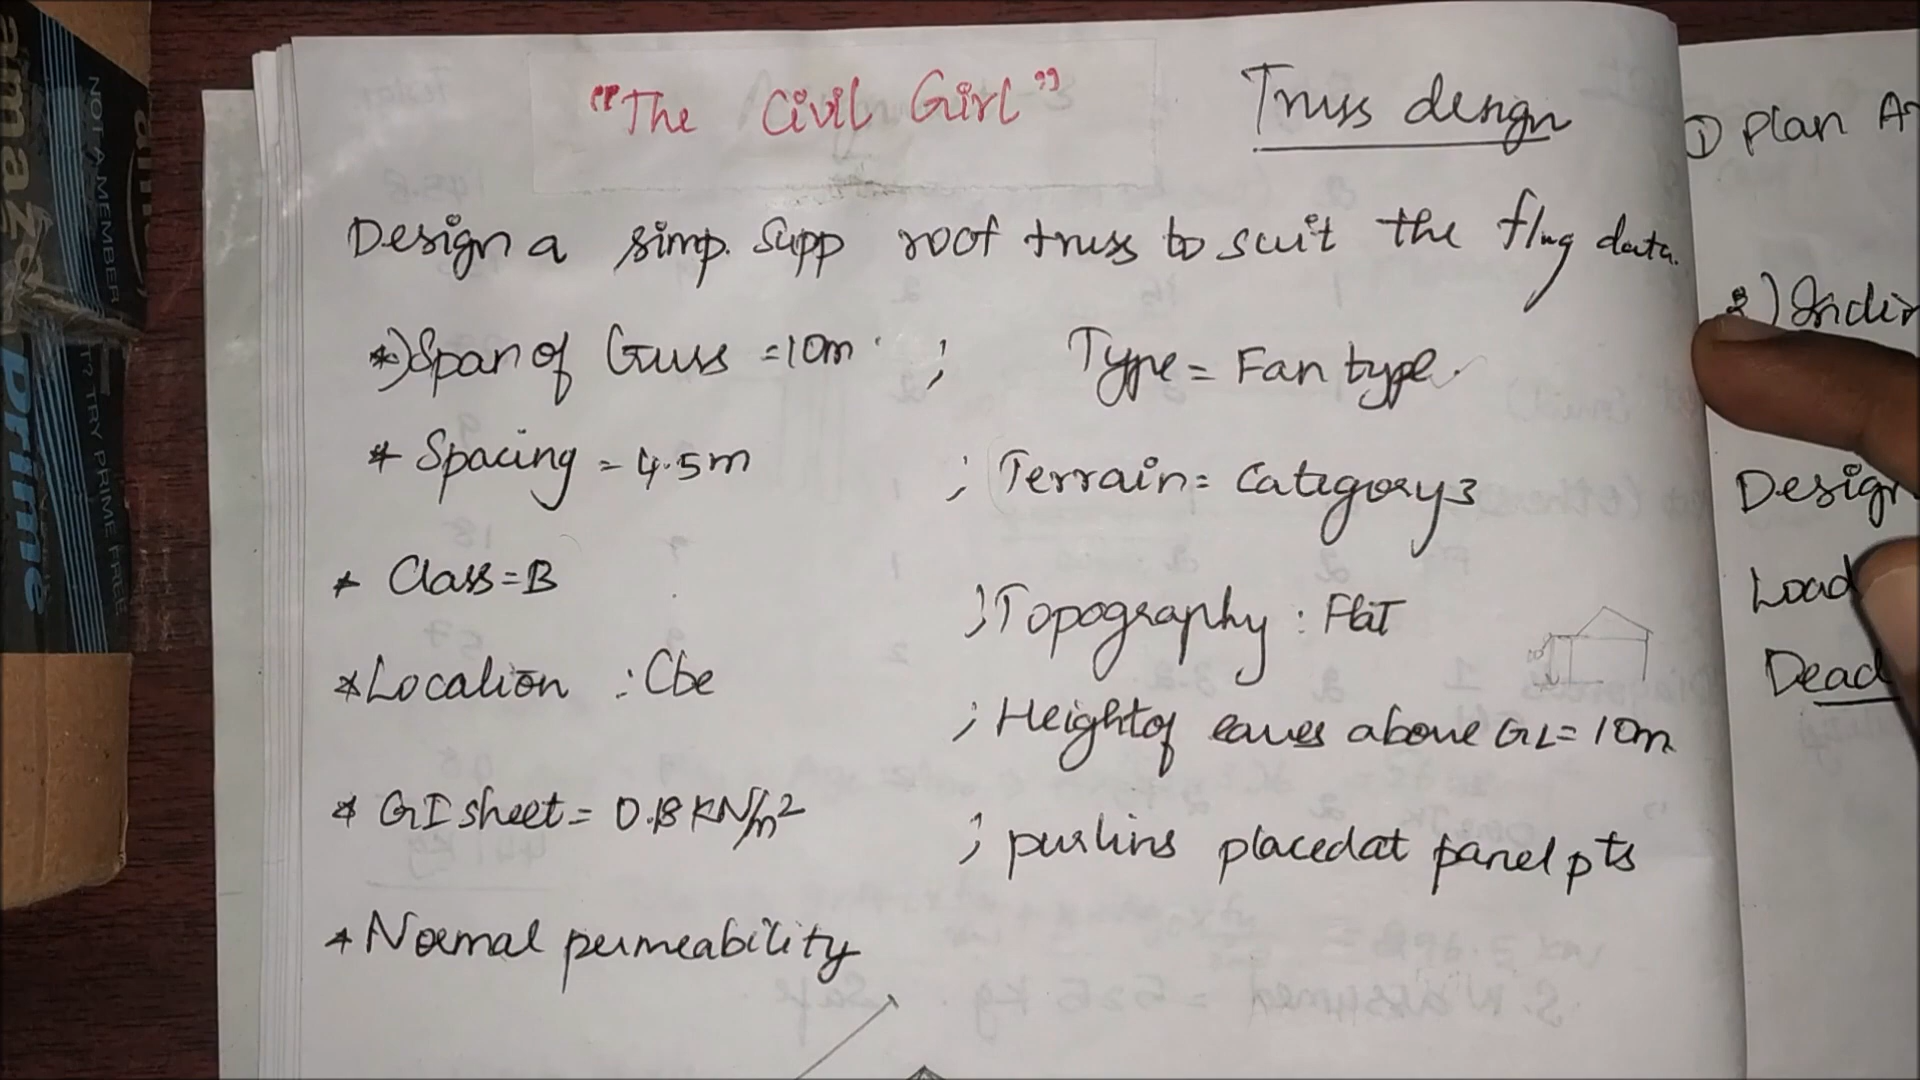 "The Civil Girl"
Truss design
Design a simp. supp roof truss to suit the flwg data.
*) Span of truss = 10m ; Type = Fan type.
* Spacing = 4.5m ; Terrain = Category 3
* Class = B ; Topography : Flat
* Location : Cbe ; Height of eaves above GL = 10m
* GI sheet = 0.18 KN/m² ; purlins placed at panel pts
* Normal permeability
① Plan
Design
Load
Dead
amazon
NOT A MEMBER
prime
TRY PRIME FREE